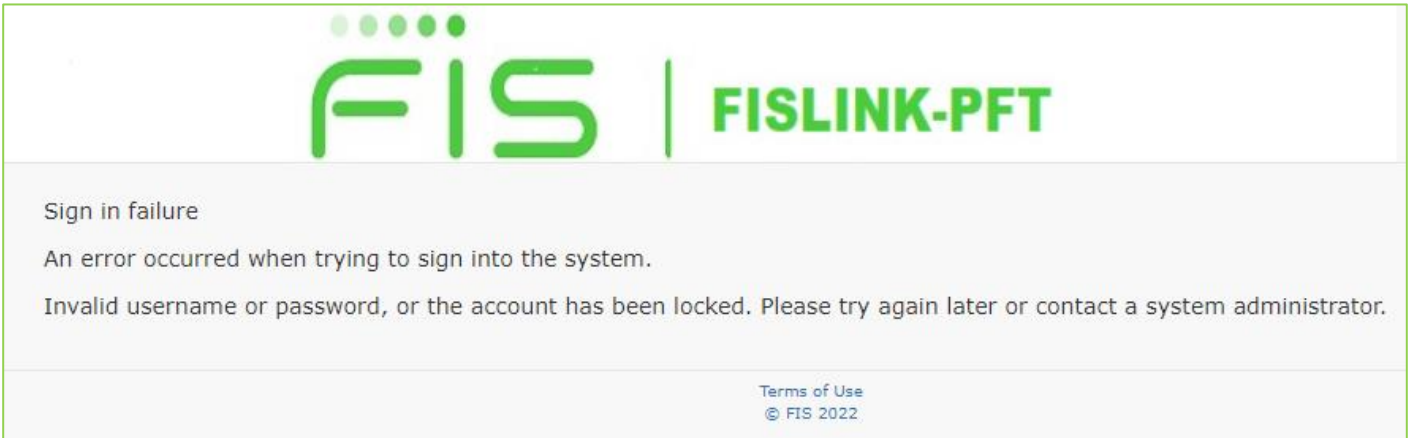 FIS | FISLINK-PFT
Sign in failure
An error occurred when trying to sign into the system.
Invalid username or password, or the account has been locked. Please try again later or contact a system administrator.
Terms of Use
© FIS 2022